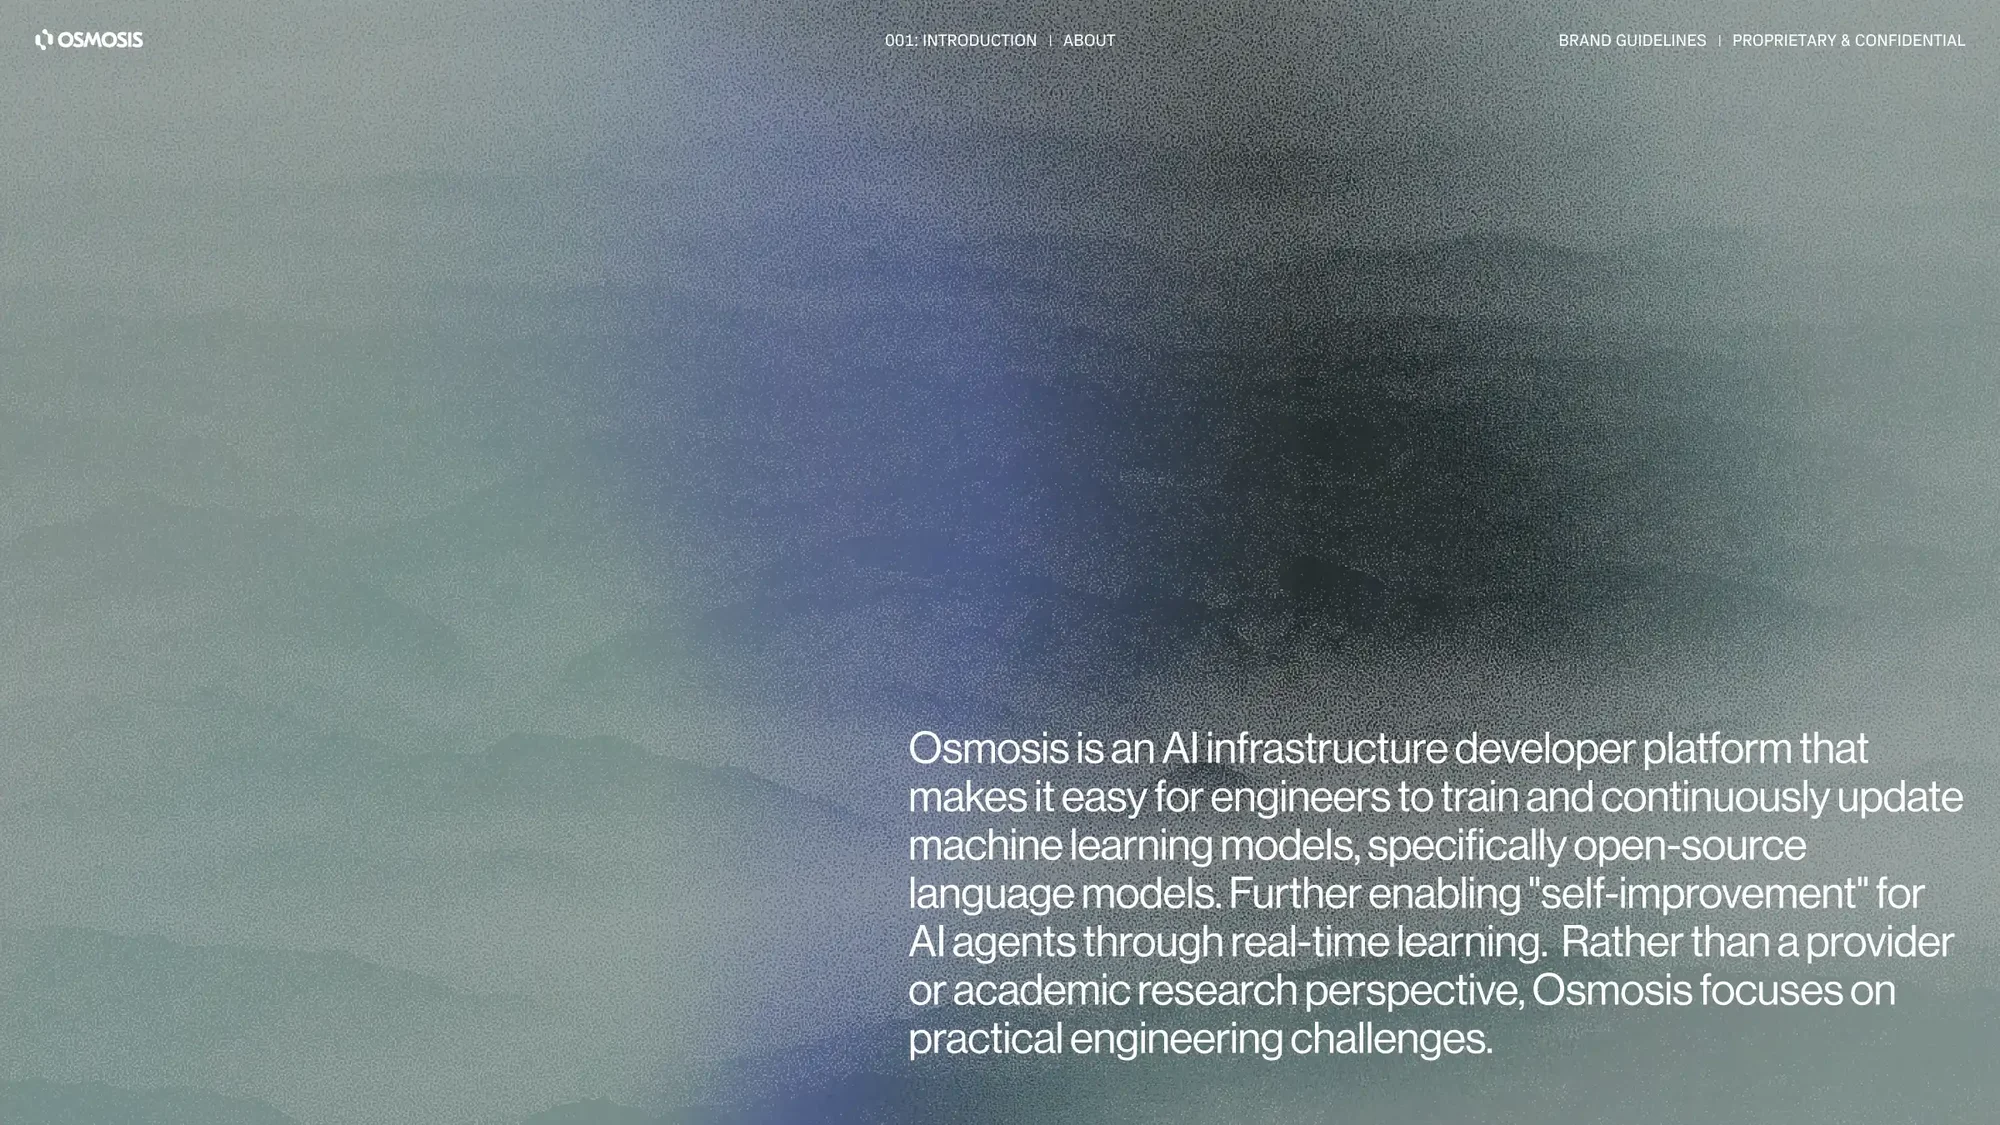 OSMOSIS
001: INTRODUCTION | ABOUT
BRAND GUIDELINES | PROPRIETARY & CONFIDENTIAL
Osmosis is an AI infrastructure developer platform that
makes it easy for engineers to train and continuously update
machine learning models, specifically open-source
language models. Further enabling "self-improvement" for
AI agents through real-time learning.  Rather than a provider
or academic research perspective, Osmosis focuses on
practical engineering challenges.